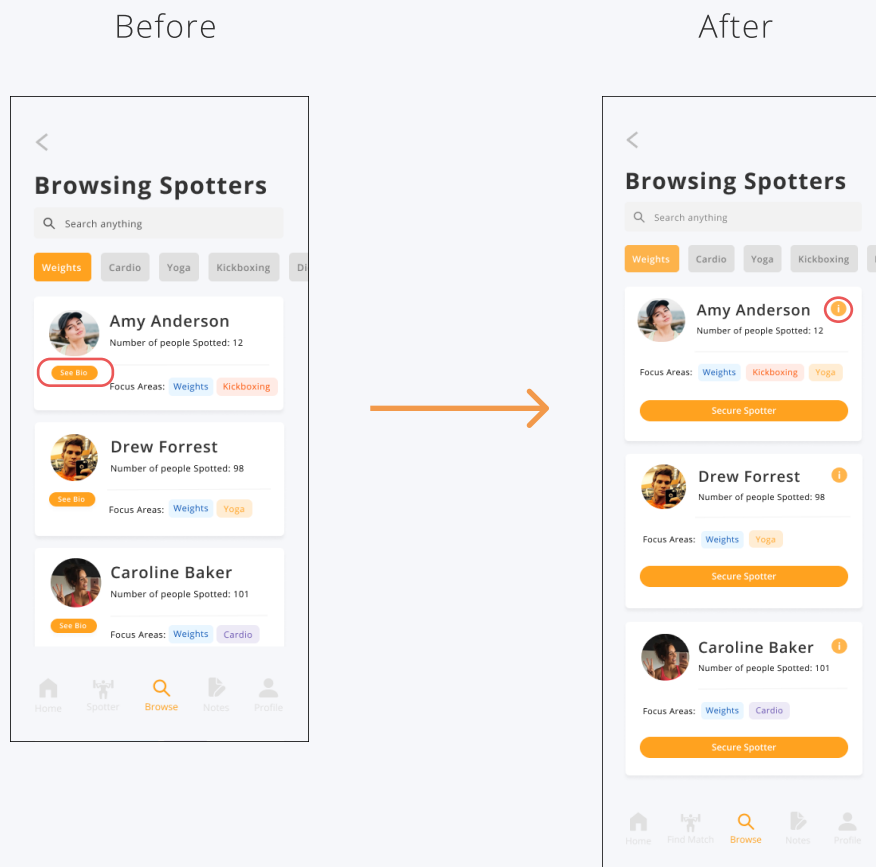 Before
After
Browsing Spotters
Search anything
Weights Cardio Yoga Kickboxing Di
Amy Anderson
Number of people Spotted: 12
See Bio
Focus Areas: Weights Kickboxing
Drew Forrest
Number of people Spotted: 98
See Bio
Focus Areas: Weights Yoga
Caroline Baker
Number of people Spotted: 101
See Bio
Focus Areas: Weights Cardio
Home Spotter Browse Notes Profile
Browsing Spotters
Search anything
Weights Cardio Yoga Kickboxing
Amy Anderson i
Number of people Spotted: 12
Focus Areas: Weights Kickboxing Yoga
Secure Spotter
Drew Forrest i
Number of people Spotted: 98
Focus Areas: Weights Yoga
Secure Spotter
Caroline Baker i
Number of people Spotted: 101
Focus Areas: Weights Cardio
Secure Spotter
Home Find Match Browse Notes Profile